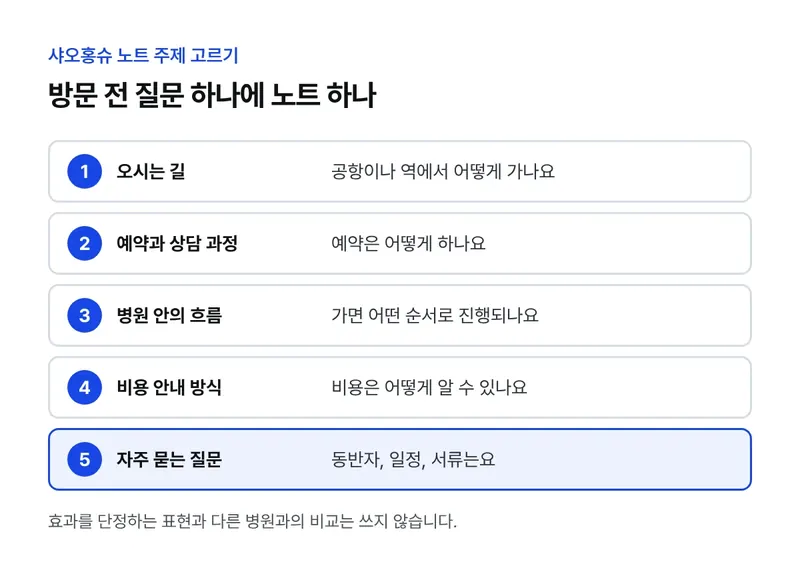 샤오홍슈 노트 주제 고르기
방문 전 질문 하나에 노트 하나
1 오시는 길 공항이나 역에서 어떻게 가나요
2 예약과 상담 과정 예약은 어떻게 하나요
3 병원 안의 흐름 가면 어떤 순서로 진행되나요
4 비용 안내 방식 비용은 어떻게 알 수 있나요
5 자주 묻는 질문 동반자, 일정, 서류는요
효과를 단정하는 표현과 다른 병원과의 비교는 쓰지 않습니다.